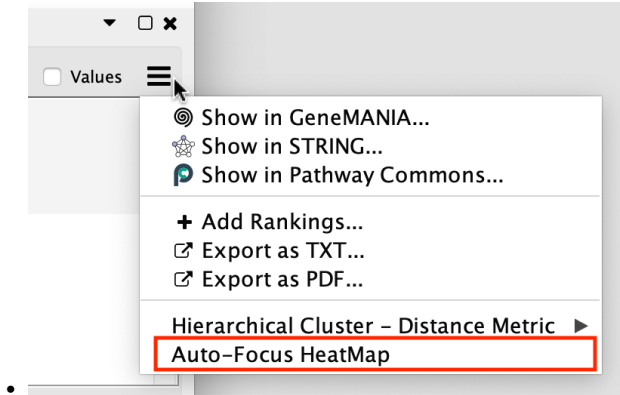 Values
Show in GeneMANIA...
Show in STRING...
Show in Pathway Commons...
Add Rankings...
Export as TXT...
Export as PDF...
Hierarchical Cluster – Distance Metric
Auto-Focus HeatMap